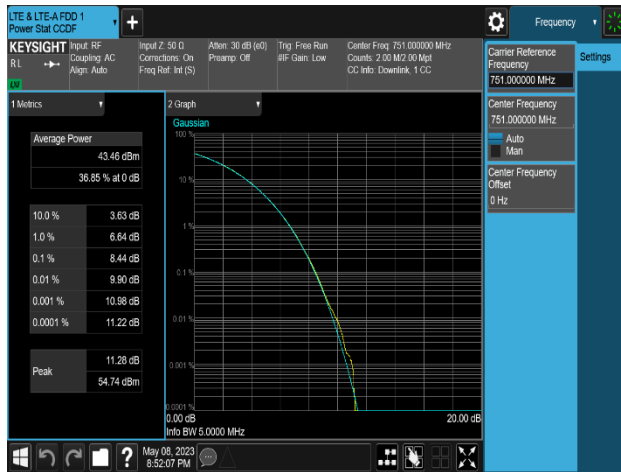 LTE & LTE-A FDD 1
Power Stat CCDF
Frequency
KEYSIGHT
RL
LXI
Input: RF
Coupling: AC
Align: Auto
Input Z: 50 Ω
Corrections: On
Freq Ref: Int (S)
Atten: 30 dB (e0)
Preamp: Off
Trig: Free Run
#IF Gain: Low
Center Freq: 751.000000 MHz
Counts: 2.00 M/2.00 Mpt
CC Info: Downlink, 1 CC
Carrier Reference
Frequency
751.000000 MHz
Settings
Center Frequency
751.000000 MHz
Auto
Man
Center Frequency
Offset
0 Hz
1 Metrics
Average Power
43.46 dBm
36.85 % at 0 dB
10.0 % 3.63 dB
1.0 % 6.64 dB
0.1 % 8.44 dB
0.01 % 9.90 dB
0.001 % 10.98 dB
0.0001 % 11.22 dB
Peak
11.28 dB
54.74 dBm
2 Graph
Gaussian
100 %
10 %
1 %
0.1 %
0.01 %
0.001 %
0.0001 %
0.00 dB 20.00 dB
Info BW 5.0000 MHz
?
May 08, 2023
8:52:07 PM